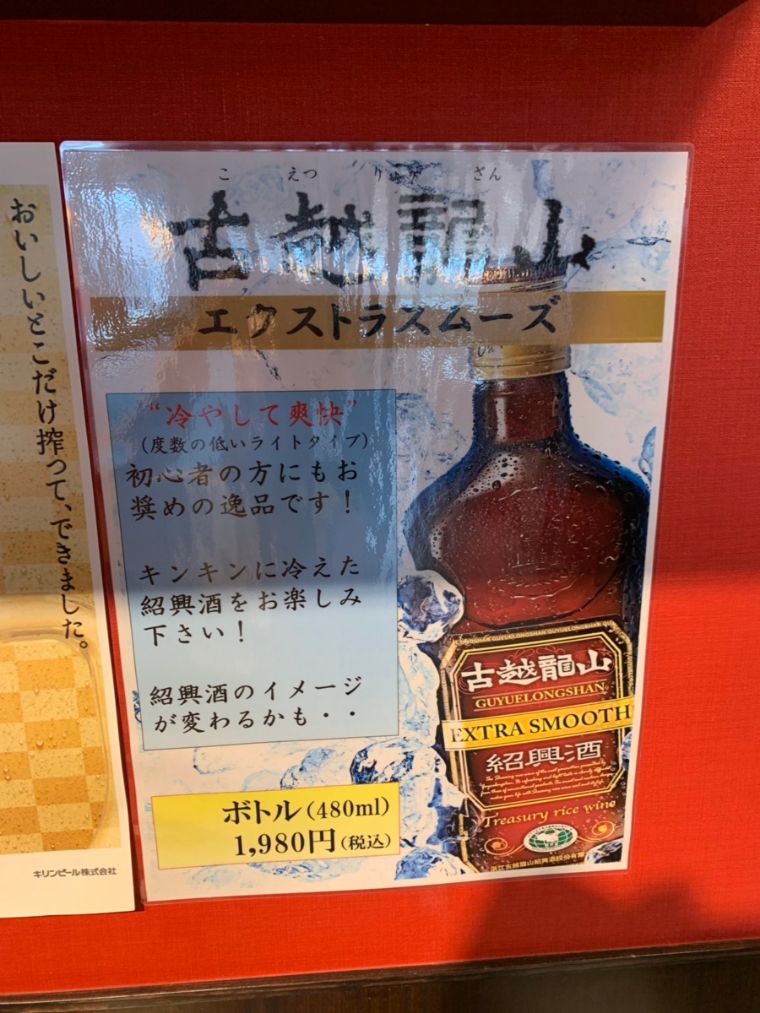 おいしいとこだけ搾って、できました。
キリンビール株式会社
こ えつ りゅう ざん
古越龍山
エクストラスムーズ
“冷やして爽快”
(度数の低いライトタイプ)
初心者の方にもお
奨めの逸品です！
キンキンに冷えた
紹興酒をお楽しみ
下さい！
紹興酒のイメージ
が変わるかも・・
ボトル(480ml)
1,980円(税込)
古越龍山
GUYUELONGSHAN
EXTRA SMOOTH
紹興酒
Treasury rice wine